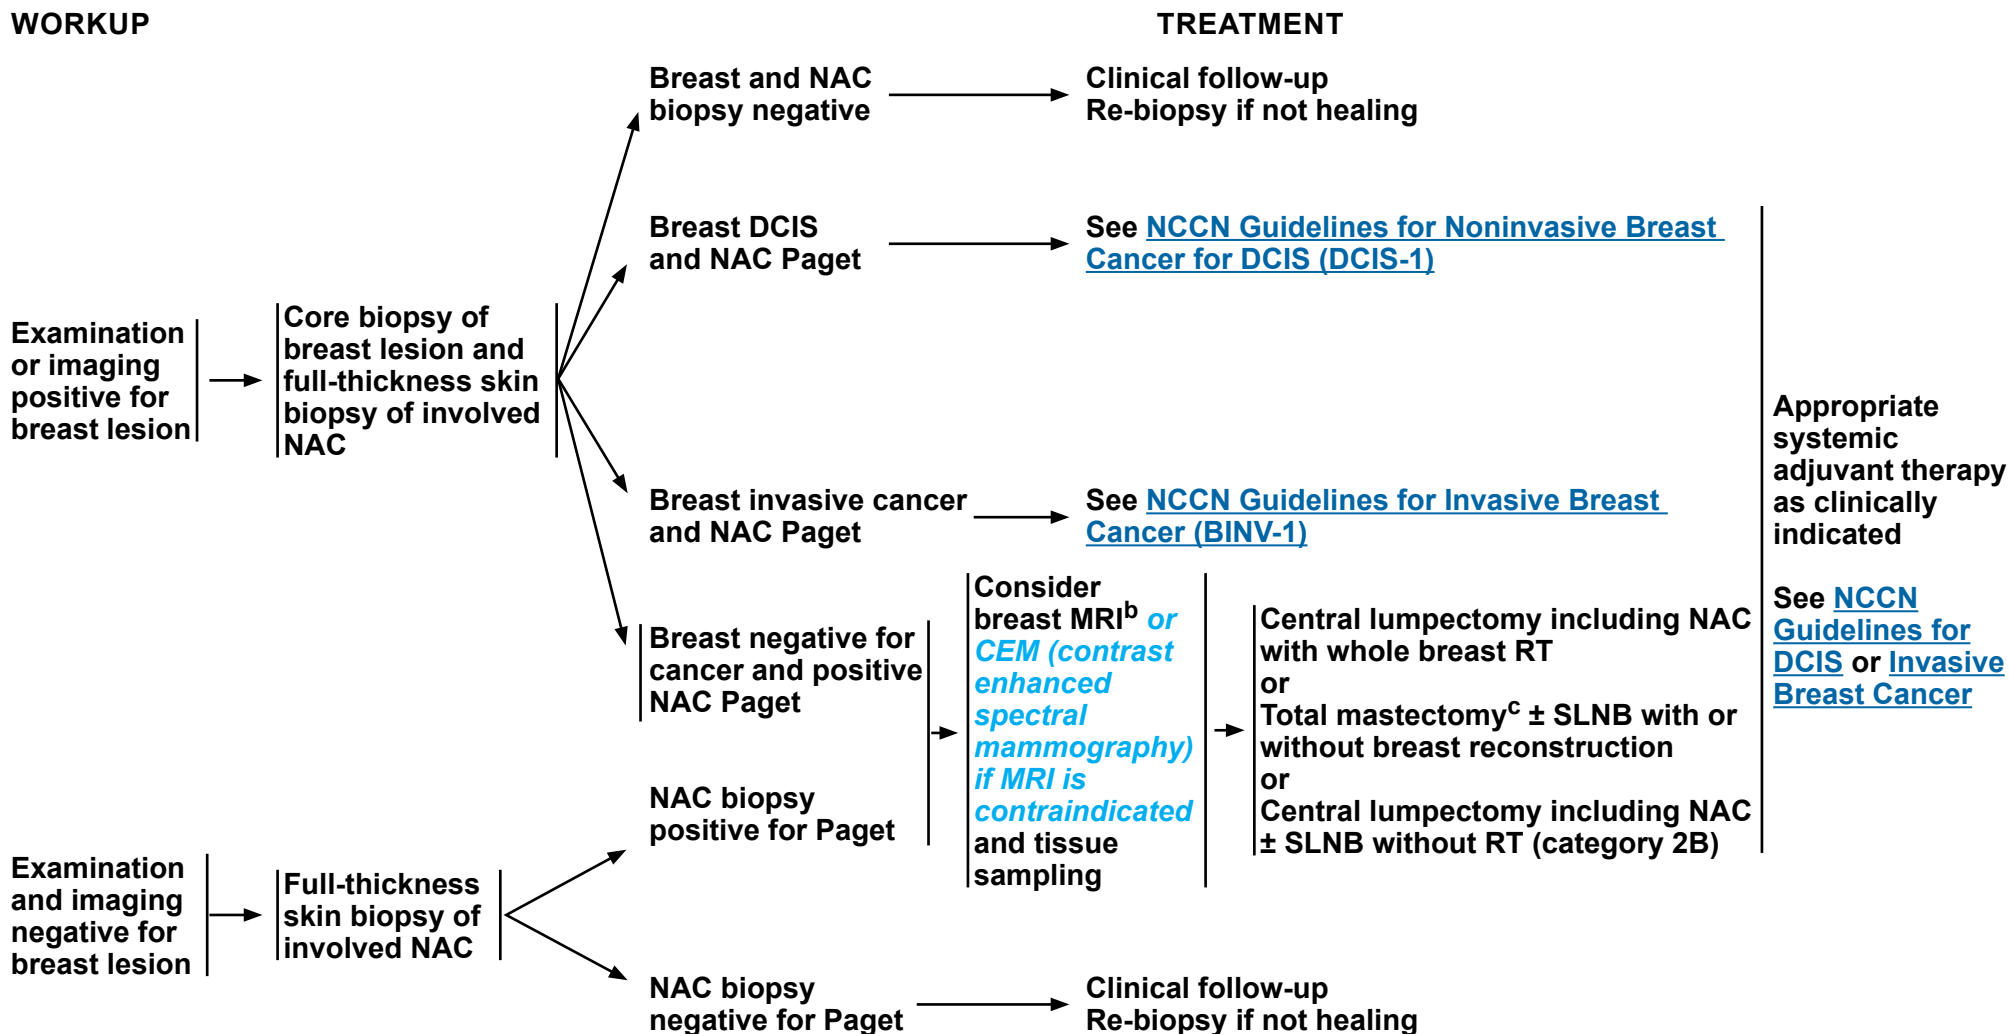 WORKUP
TREATMENT
Breast and NAC
biopsy negative
Clinical follow-up
Re-biopsy if not healing
Breast DCIS
and NAC Paget
See NCCN Guidelines for Noninvasive Breast
Cancer for DCIS (DCIS-1)
Examination
or imaging
positive for
breast lesion
Core biopsy of
breast lesion and
full-thickness skin
biopsy of involved
NAC
Breast invasive cancer
and NAC Paget
See NCCN Guidelines for Invasive Breast
Cancer (BINV-1)
Breast negative for
cancer and positive
NAC Paget
NAC biopsy
positive for Paget
Consider
breast MRIb or
CEM (contrast
enhanced
spectral
mammography)
if MRI is
contraindicated
and tissue
sampling
Central lumpectomy including NAC
with whole breast RT
or
Total mastectomyc ± SLNB with or
without breast reconstruction
or
Central lumpectomy including NAC
± SLNB without RT (category 2B)
Appropriate
systemic
adjuvant therapy
as clinically
indicated
See NCCN
Guidelines for
DCIS or Invasive
Breast Cancer
Examination
and imaging
negative for
breast lesion
Full-thickness
skin biopsy of
involved NAC
NAC biopsy
negative for Paget
Clinical follow-up
Re-biopsy if not healing